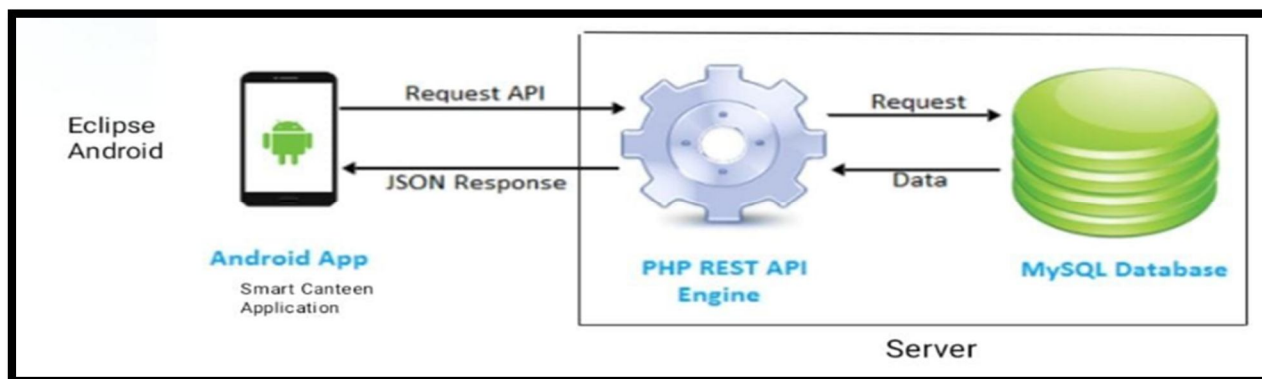 Eclipse
Android
Request API
JSON Response
Request
Data
Android App
Smart Canteen
Application
PHP REST API
Engine
MySQL Database
Server